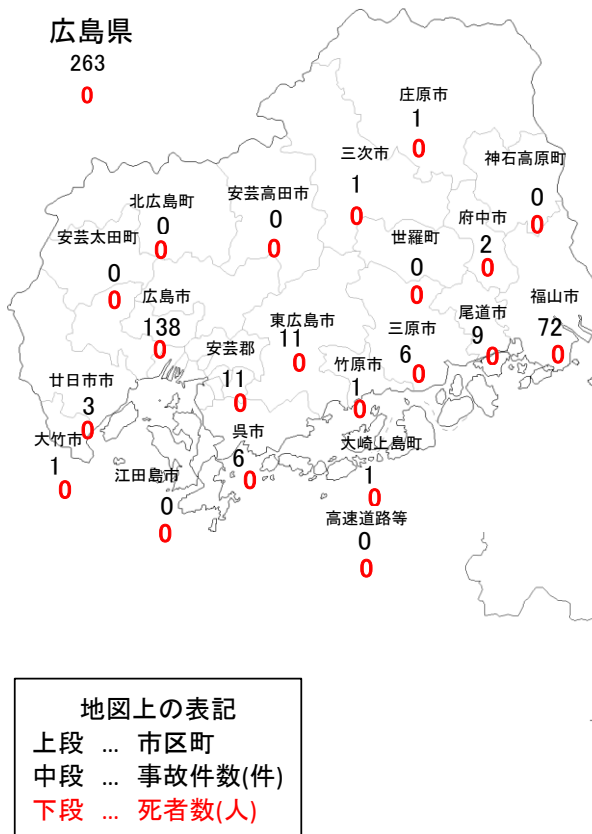 広島県
263
0
庄原市
1
0
三次市
1
0
神石高原町
0
0
北広島町
0
0
安芸高田市
0
0
府中市
2
0
世羅町
0
0
安芸太田町
0
0
広島市
138
0
東広島市
11
0
三原市
6
0
尾道市
9
0
福山市
72
0
安芸郡
11
0
竹原市
1
0
廿日市市
3
0
大竹市
1
0
呉市
6
0
大崎上島町
1
0
江田島市
0
0
高速道路等
0
0
地図上の表記
上段 … 市区町
中段 … 事故件数(件)
下段 … 死者数(人)